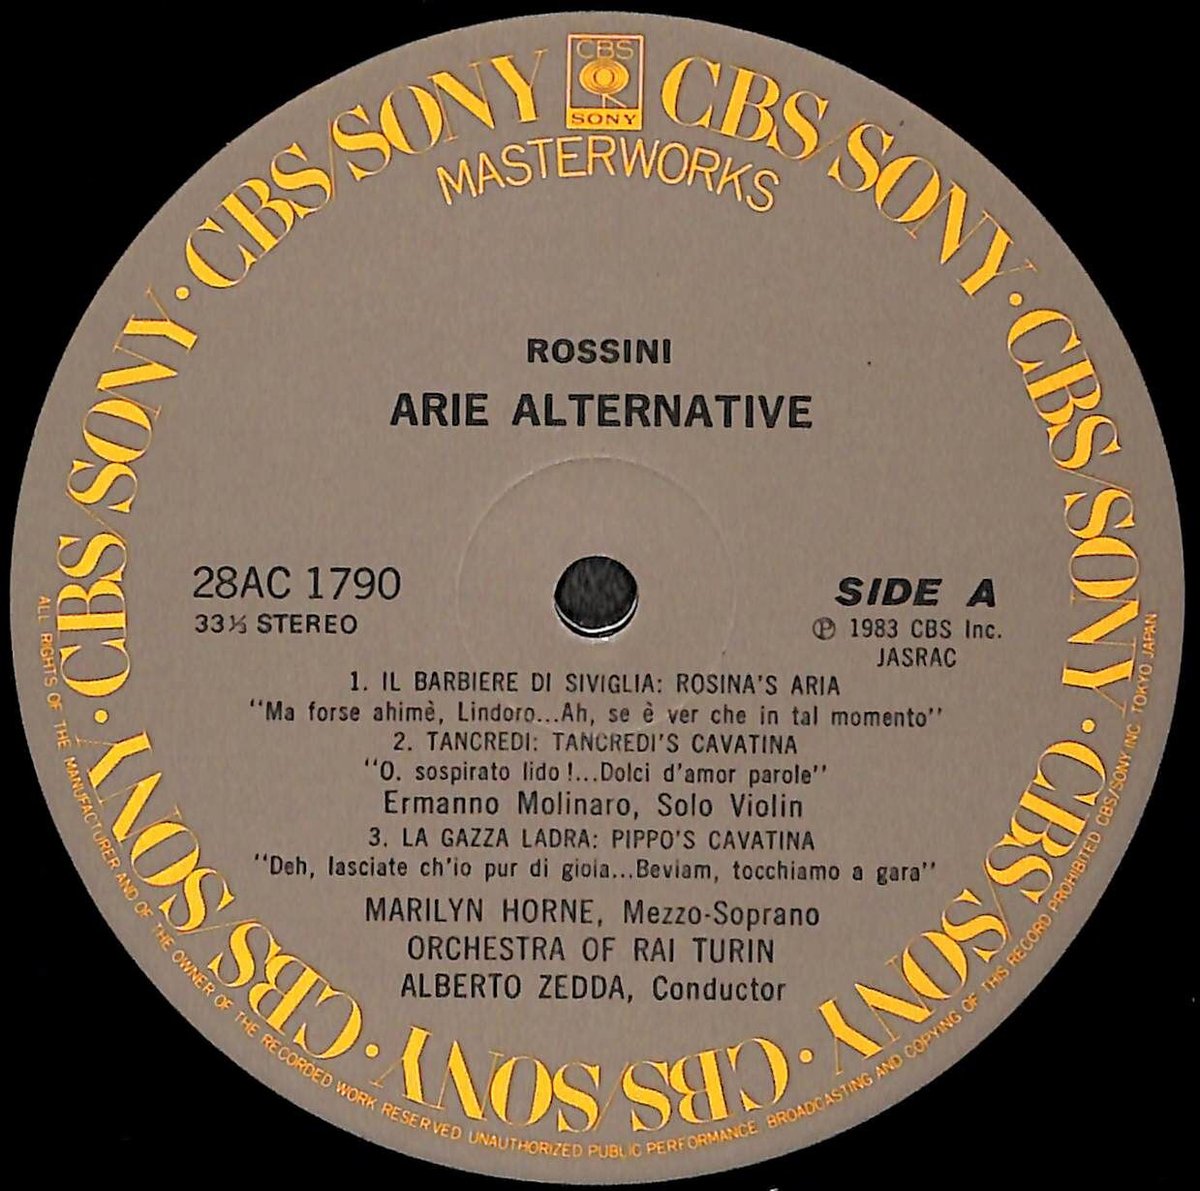 CBS
SONY
CBS/SONY · CBS/SONY · CBS/SONY · CBS/SONY · CBS/SONY · CBS/SONY · CBS/SONY · CBS/SONY
MASTERWORKS
ROSSINI
ARIE ALTERNATIVE
28AC 1790
33⅓ STEREO
SIDE A
Ⓟ 1983 CBS Inc.
JASRAC
1. IL BARBIERE DI SIVIGLIA: ROSINA'S ARIA
"Ma forse ahimè, Lindoro...Ah, se è ver che in tal momento"
2. TANCREDI: TANCREDI'S CAVATINA
"O. sospirato lido!...Dolci d'amor parole"
Ermanno Molinaro, Solo Violin
3. LA GAZZA LADRA: PIPPO'S CAVATINA
"Deh, lasciate ch'io pur di gioia...Beviam, tocchiamo a gara"
MARILYN HORNE, Mezzo-Soprano
ORCHESTRA OF RAI TURIN
ALBERTO ZEDDA, Conductor
ALL RIGHTS OF THE MANUFACTURER AND OF THE OWNER OF THE RECORDED WORK RESERVED UNAUTHORIZED PUBLIC PERFORMANCE BROADCASTING AND COPYING OF THIS RECORD PROHIBITED CBS/SONY INC. TOKYO JAPAN